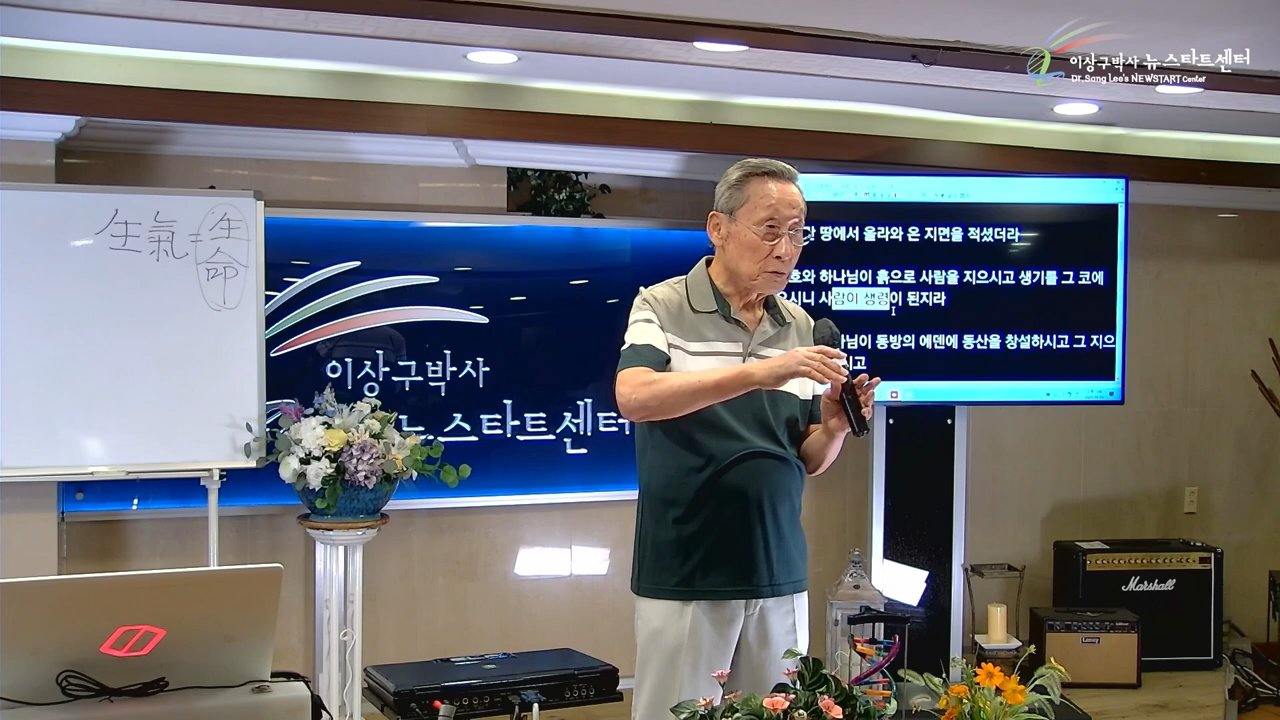 이상구박사 뉴스타트센터
Dr. Sang Lee's NEWSTART Center
生氣=生命
갓 땅에서 올라와 온 지면을 적셨더라
호와 하나님이 흙으로 사람을 지으시고 생기를 그 코에
으시니 사람이 생령이 된지라
나님이 동방의 에덴에 동산을 창설하시고 그 지으
시고
이상구박사
뉴스타트센터
Marshall
Laney